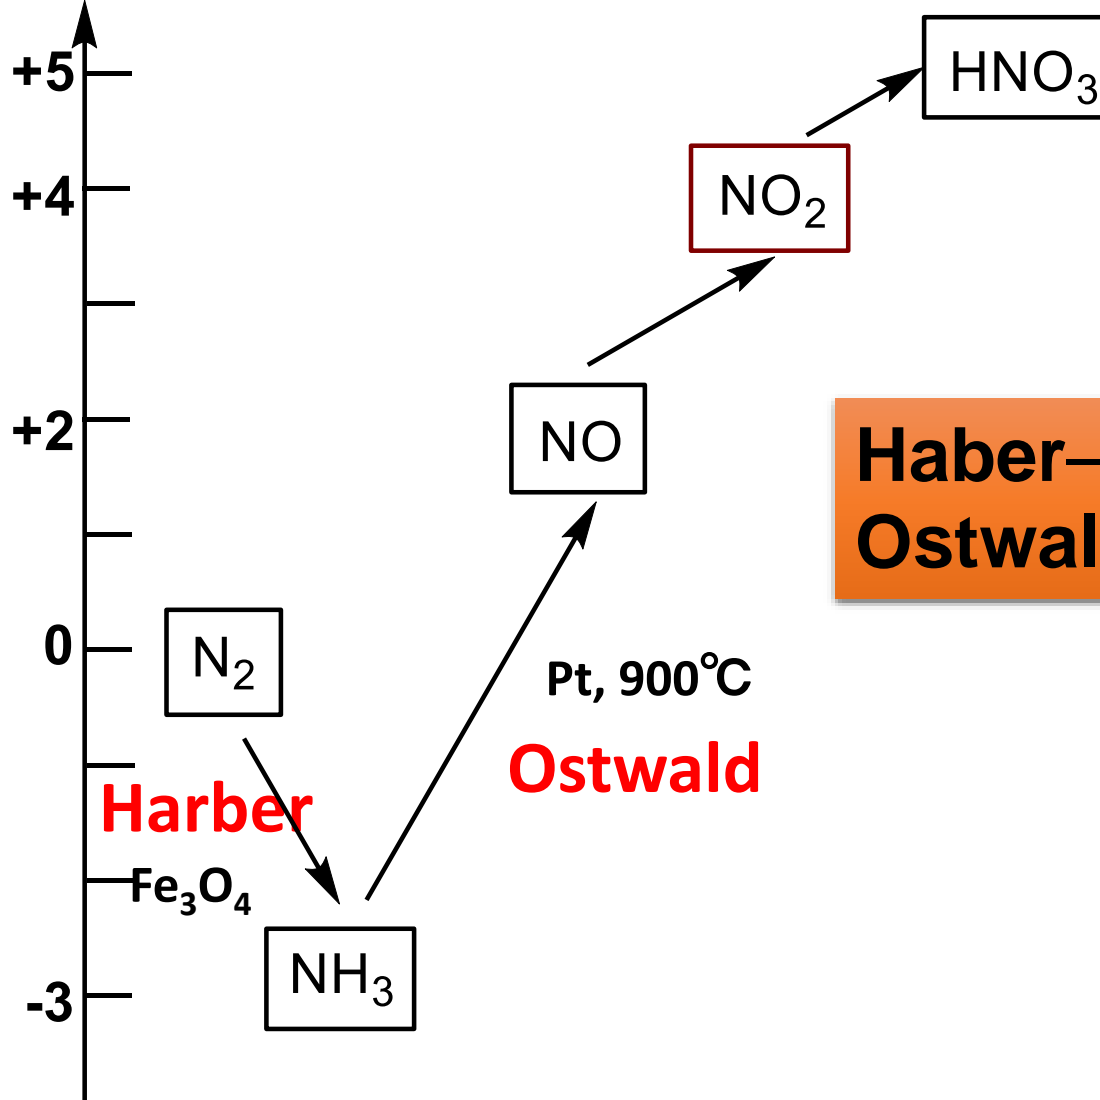 +5
HNO₃
+4
NO₂
+2
NO
Haber–
Ostwal
0
N₂
Pt, 900℃
Ostwald
Harber
Fe₃O₄
NH₃
-3